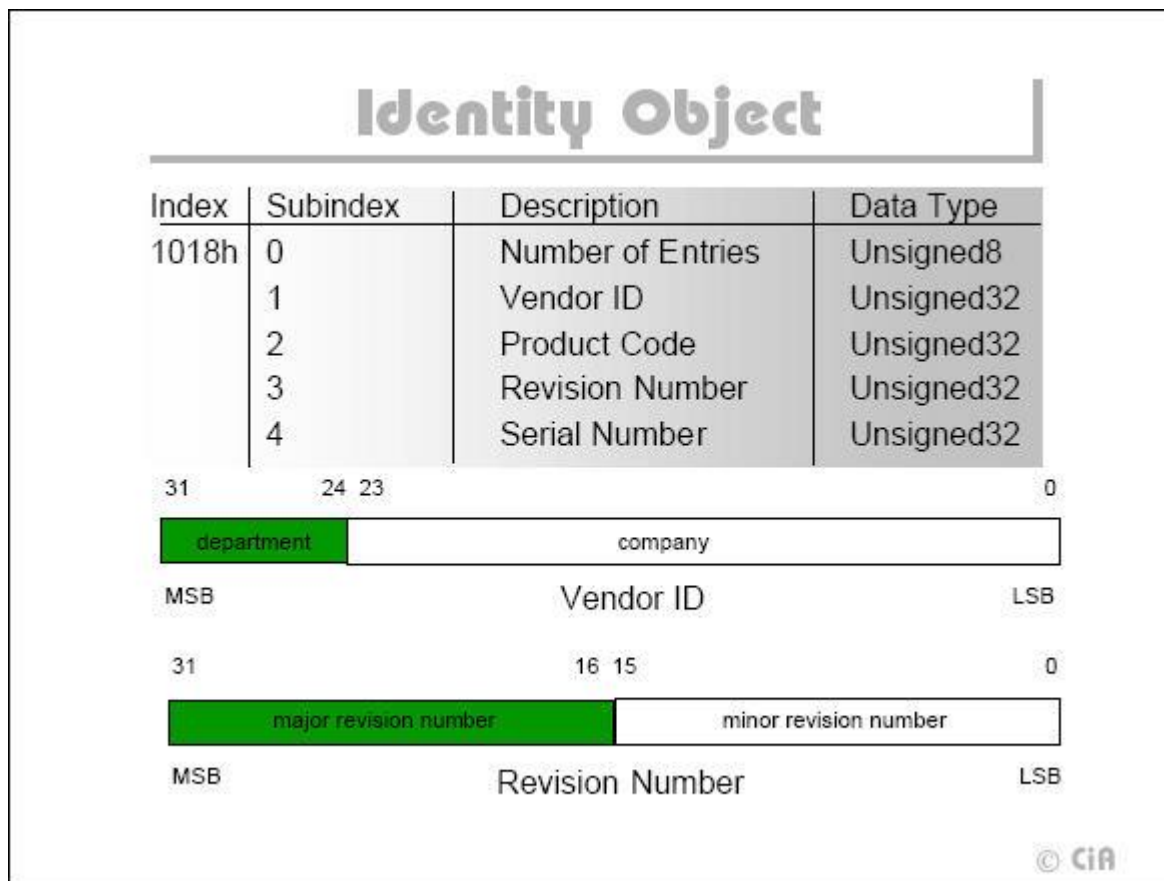 Identity Object
Index Subindex Description Data Type
1018h 0 Number of Entries Unsigned8
1 Vendor ID Unsigned32
2 Product Code Unsigned32
3 Revision Number Unsigned32
4 Serial Number Unsigned32
31 24 23 0
department company
MSB Vendor ID LSB
31 16 15 0
major revision number minor revision number
MSB Revision Number LSB
© CiA